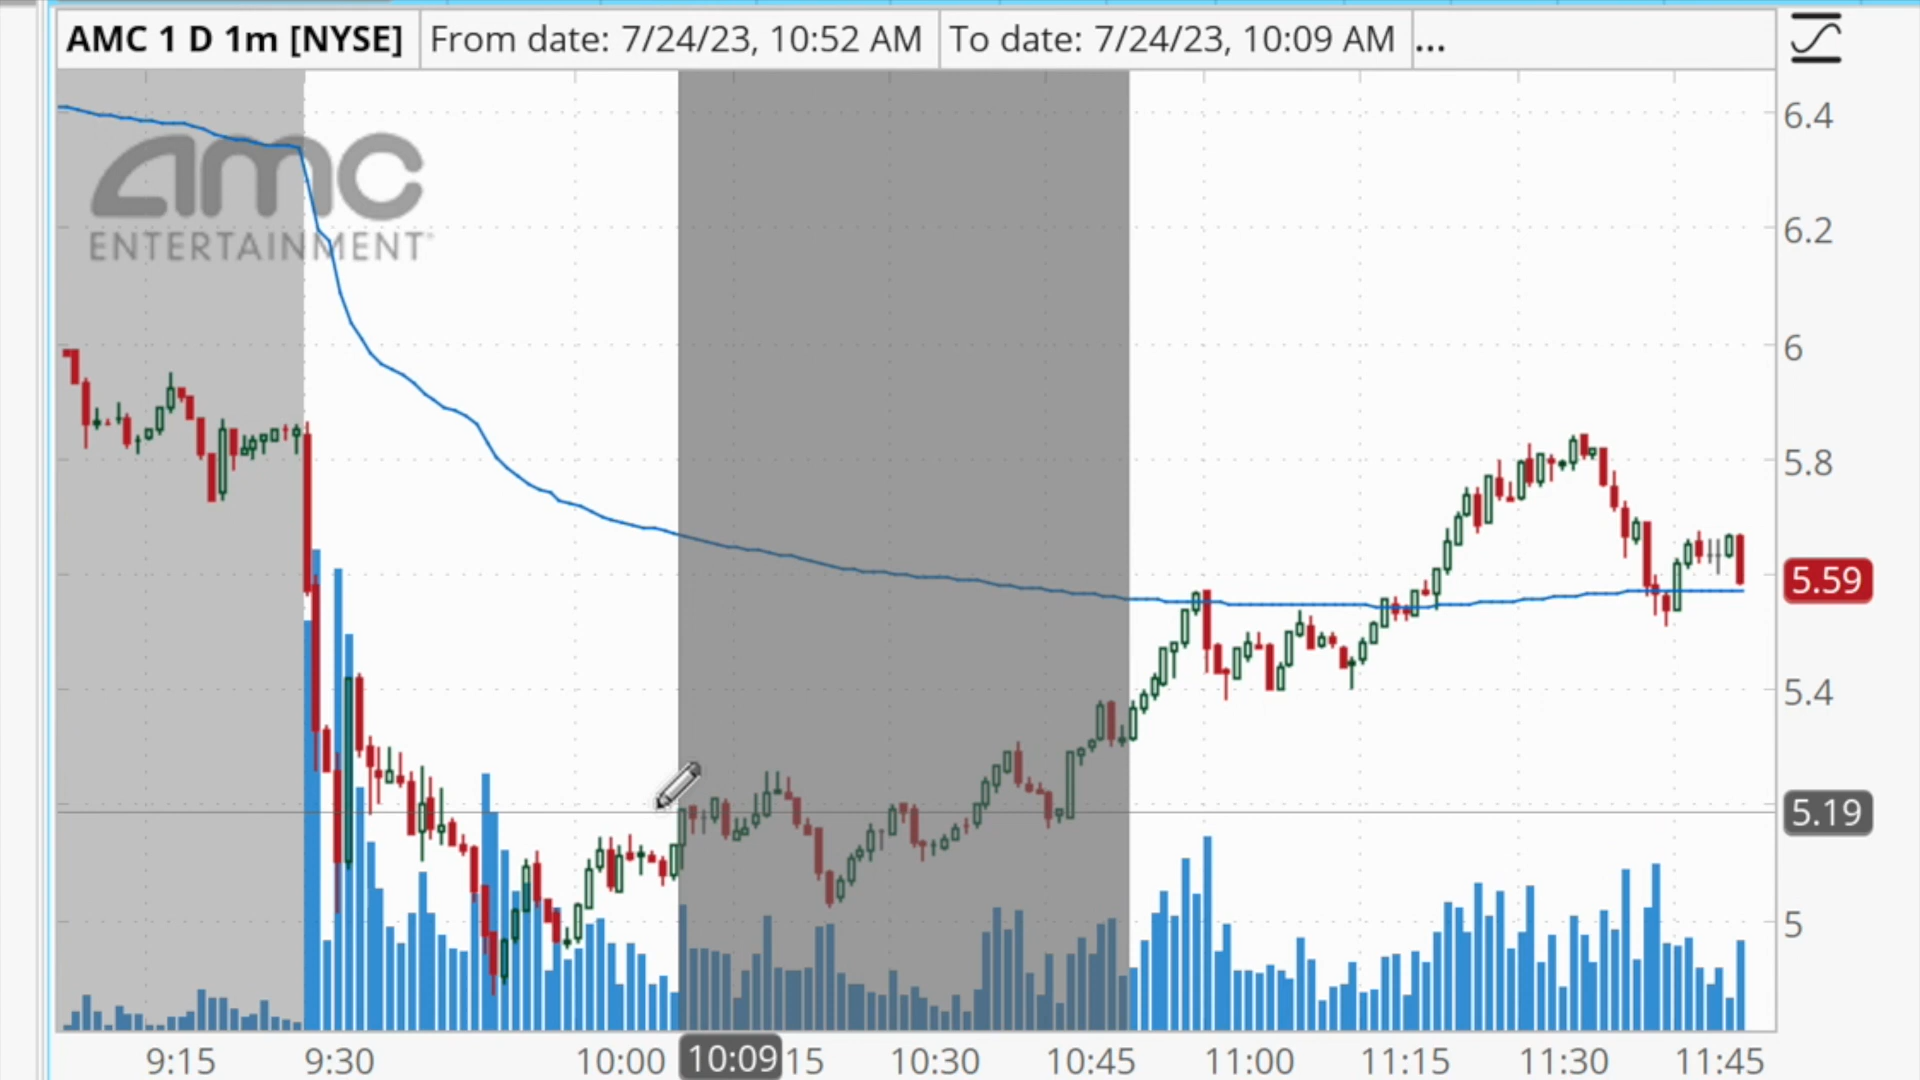 AMC 1 D 1m [NYSE] From date: 7/24/23, 10:52 AM To date: 7/24/23, 10:09 AM ...
amc
ENTERTAINMENT
6.4
6.2
6
5.8
5.59
5.4
5.19
5
9:15 9:30 10:00 10:09 15 10:30 10:45 11:00 11:15 11:30 11:45